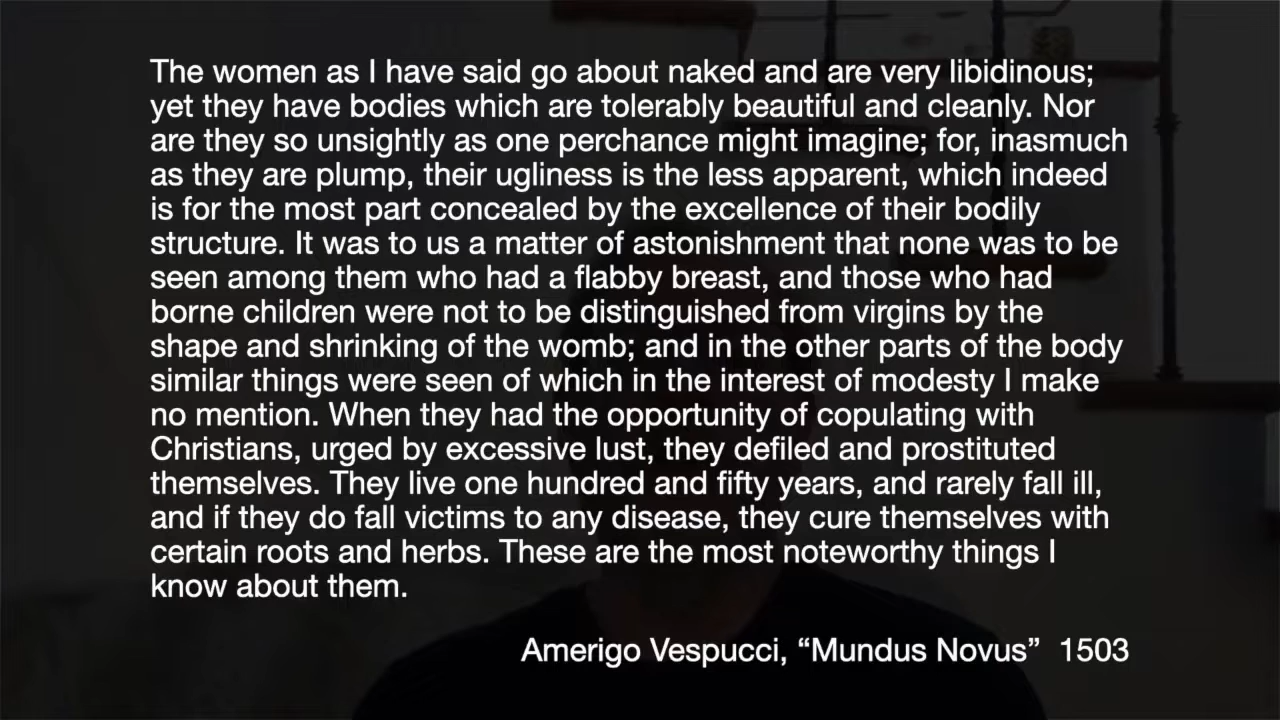 The women as I have said go about naked and are very libidinous;
yet they have bodies which are tolerably beautiful and cleanly. Nor
are they so unsightly as one perchance might imagine; for, inasmuch
as they are plump, their ugliness is the less apparent, which indeed
is for the most part concealed by the excellence of their bodily
structure. It was to us a matter of astonishment that none was to be
seen among them who had a flabby breast, and those who had
borne children were not to be distinguished from virgins by the
shape and shrinking of the womb; and in the other parts of the body
similar things were seen of which in the interest of modesty I make
no mention. When they had the opportunity of copulating with
Christians, urged by excessive lust, they defiled and prostituted
themselves. They live one hundred and fifty years, and rarely fall ill,
and if they do fall victims to any disease, they cure themselves with
certain roots and herbs. These are the most noteworthy things I
know about them.
Amerigo Vespucci, “Mundus Novus” 1503